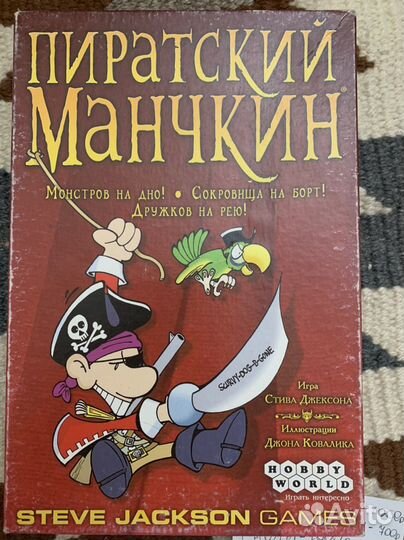 ПИРАТСКИЙ
МАНЧКИН®
МОНСТРОВ НА ДНО! • СОКРОВИЩА НА БОРТ!
ДРУЖКОВ НА РЕЮ!
SCURVY-DOG-B-GONE
ИГРА
СТИВА ДЖЕКСОНА
ИЛЛЮСТРАЦИИ
ДЖОНА КОВАЛИКА
HOBBY
WORLD
Играть интересно
STEVE JACKSON GAMES
Avito